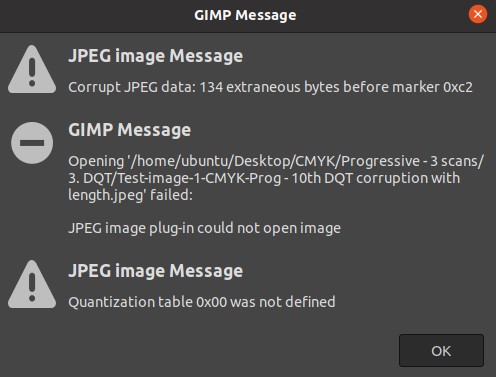 GIMP Message
JPEG image Message
Corrupt JPEG data: 134 extraneous bytes before marker 0xc2
GIMP Message
Opening '/home/ubuntu/Desktop/CMYK/Progressive - 3 scans/
3. DQT/Test-image-1-CMYK-Prog - 10th DQT corruption with
length.jpeg' failed:
JPEG image plug-in could not open image
JPEG image Message
Quantization table 0x00 was not defined
OK